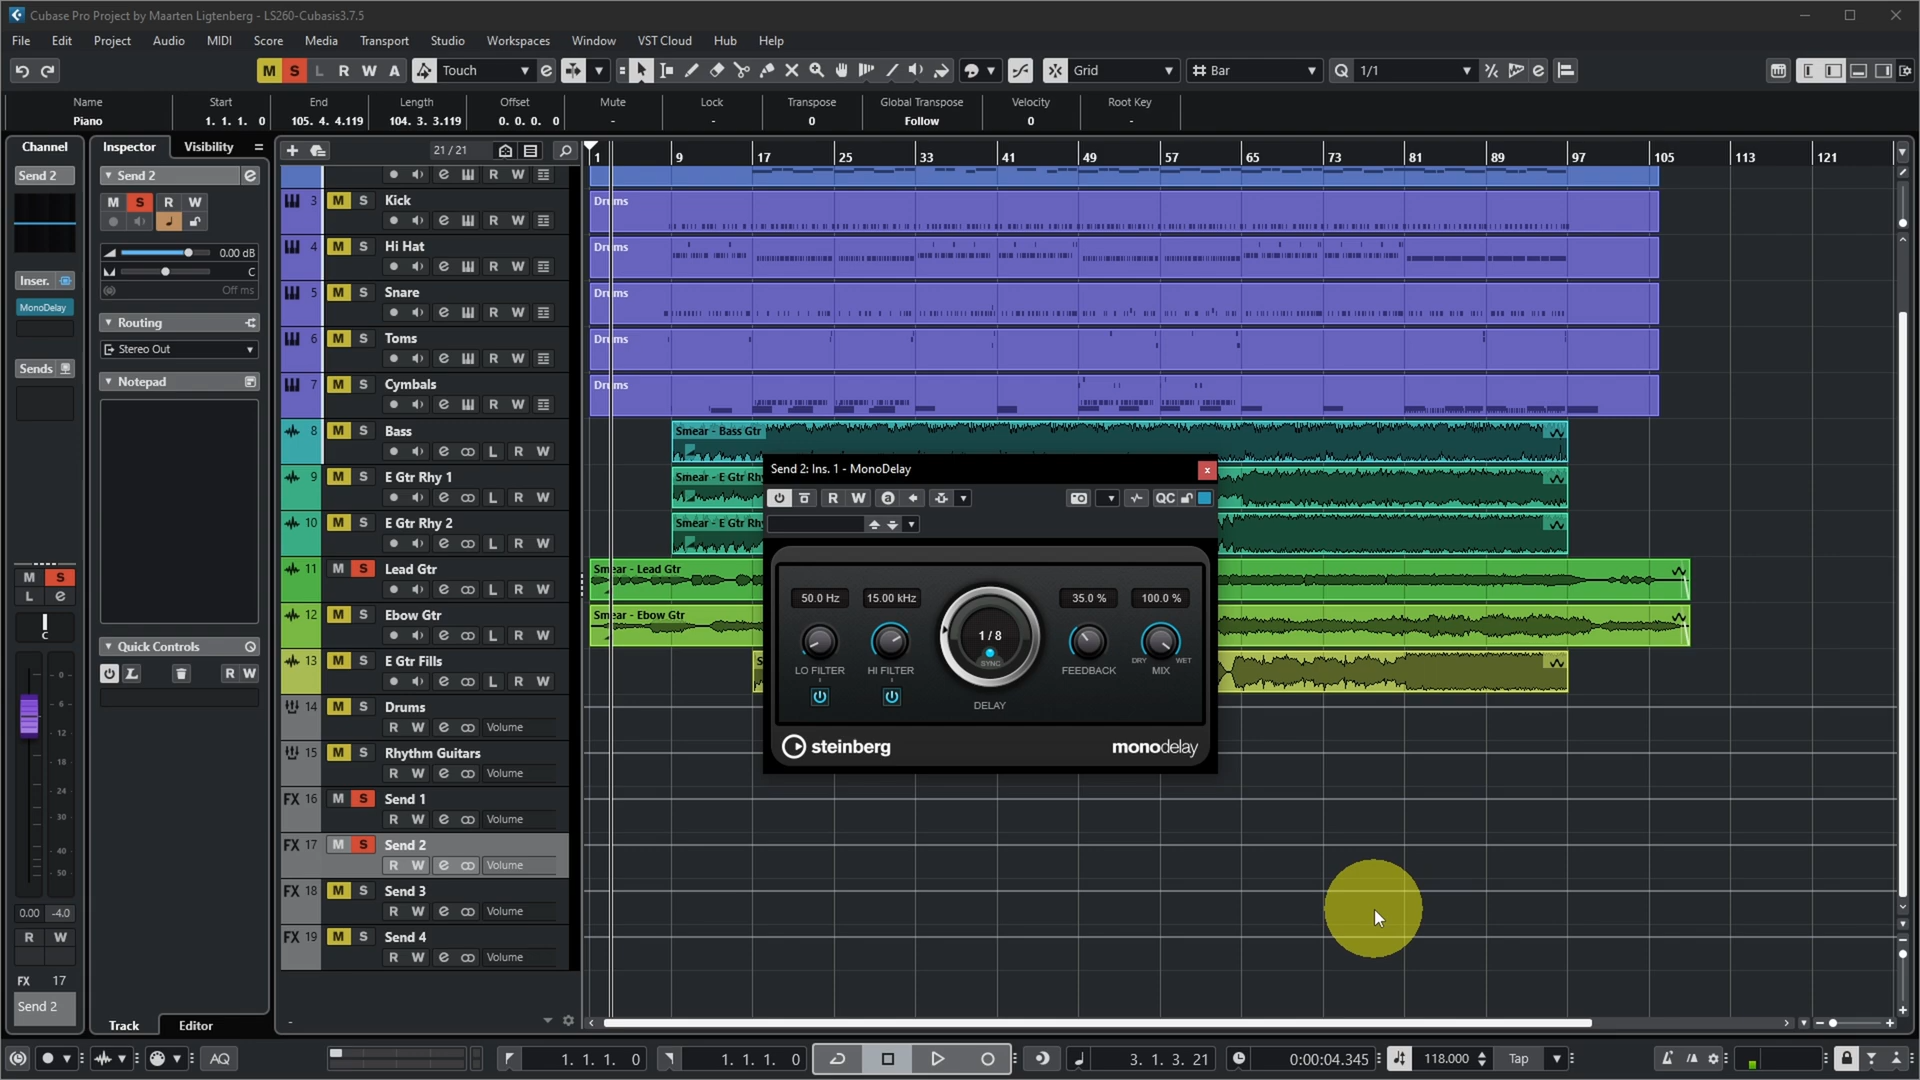 Cubase Pro Project by Maarten Ligtenberg - LS260-Cubasis3.7.5
File Edit Project Audio MIDI Score Media Transport Studio Workspaces Window VST Cloud Hub Help
M S L R W A Touch Grid Bar Q 1/1
Name Start End Length Offset Mute Lock Transpose Global Transpose Velocity Root Key
Piano 1. 1. 1. 0 105. 4. 4.119 104. 3. 3.119 0. 0. 0. 0 - - 0 Follow 0 -
Channel Inspector Visibility 21 / 21 1 9 17 25 33 41 49 57 65 73 81 89 97 105 113 121
Send 2 Send 2
M S R W
0.00 dB
C
Off ms
Inser.
MonoDelay
Routing
Stereo Out
Sends
Notepad
Quick Controls
R W
M S
L e
C
0
6
12
18
24
30
40
50
0.00 -4.0
R W
FX 17
Send 2
Track Editor
R W
3 M S Kick Drums
R W
4 M S Hi Hat Drums
R W
5 M S Snare Drums
R W
6 M S Toms Drums
R W
7 M S Cymbals Drums
R W
8 M S Bass Smear - Bass Gtr
L R W
9 M S E Gtr Rhy 1 Smear - E Gtr Rhy
L R W
10 M S E Gtr Rhy 2 Smear - E Gtr Rhy
L R W
11 M S Lead Gtr Smear - Lead Gtr
L R W
12 M S Ebow Gtr Smear - Ebow Gtr
L R W
13 M S E Gtr Fills S
L R W
14 M S Drums
R W Volume
15 M S Rhythm Guitars
R W Volume
FX 16 M S Send 1
R W Volume
FX 17 M S Send 2
R W Volume
FX 18 M S Send 3
R W Volume
FX 19 M S Send 4
R W Volume
Send 2: Ins. 1 - MonoDelay
R W a QC
50.0 Hz 15.00 kHz 35.0 % 100.0 %
1 / 8
SYNC
DRY WET
LO FILTER HI FILTER FEEDBACK MIX
DELAY
steinberg monodelay
AQ 1. 1. 1. 0 1. 1. 1. 0 3. 1. 3. 21 0:00:04.345 118.000 Tap